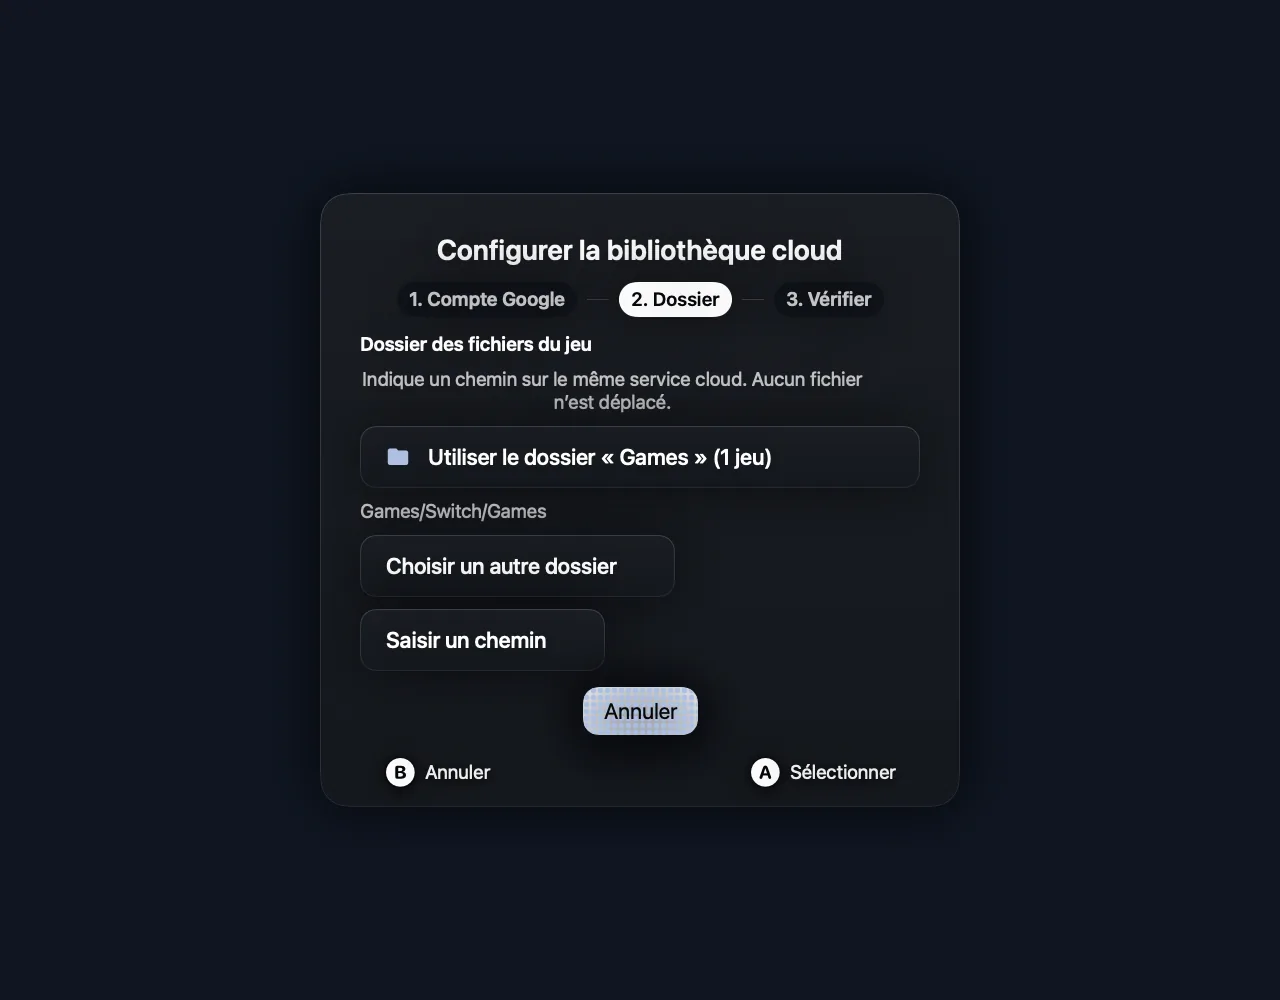 Configurer la bibliothèque cloud
1. Compte Google
2. Dossier
3. Vérifier
Dossier des fichiers du jeu
Indique un chemin sur le même service cloud. Aucun fichier
n’est déplacé.
Utiliser le dossier « Games » (1 jeu)
Games/Switch/Games
Choisir un autre dossier
Saisir un chemin
Annuler
B Annuler
A Sélectionner